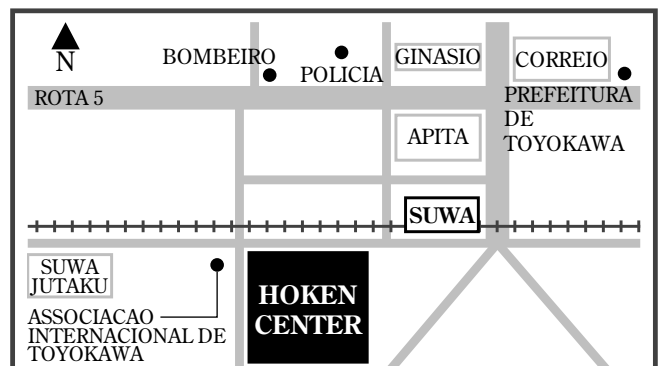 N
BOMBEIRO
POLICIA
GINASIO
CORREIO
ROTA 5
PREFEITURA
DE
TOYOKAWA
APITA
SUWA
SUWA
JUTAKU
HOKEN
CENTER
ASSOCIACAO
INTERNACIONAL DE
TOYOKAWA